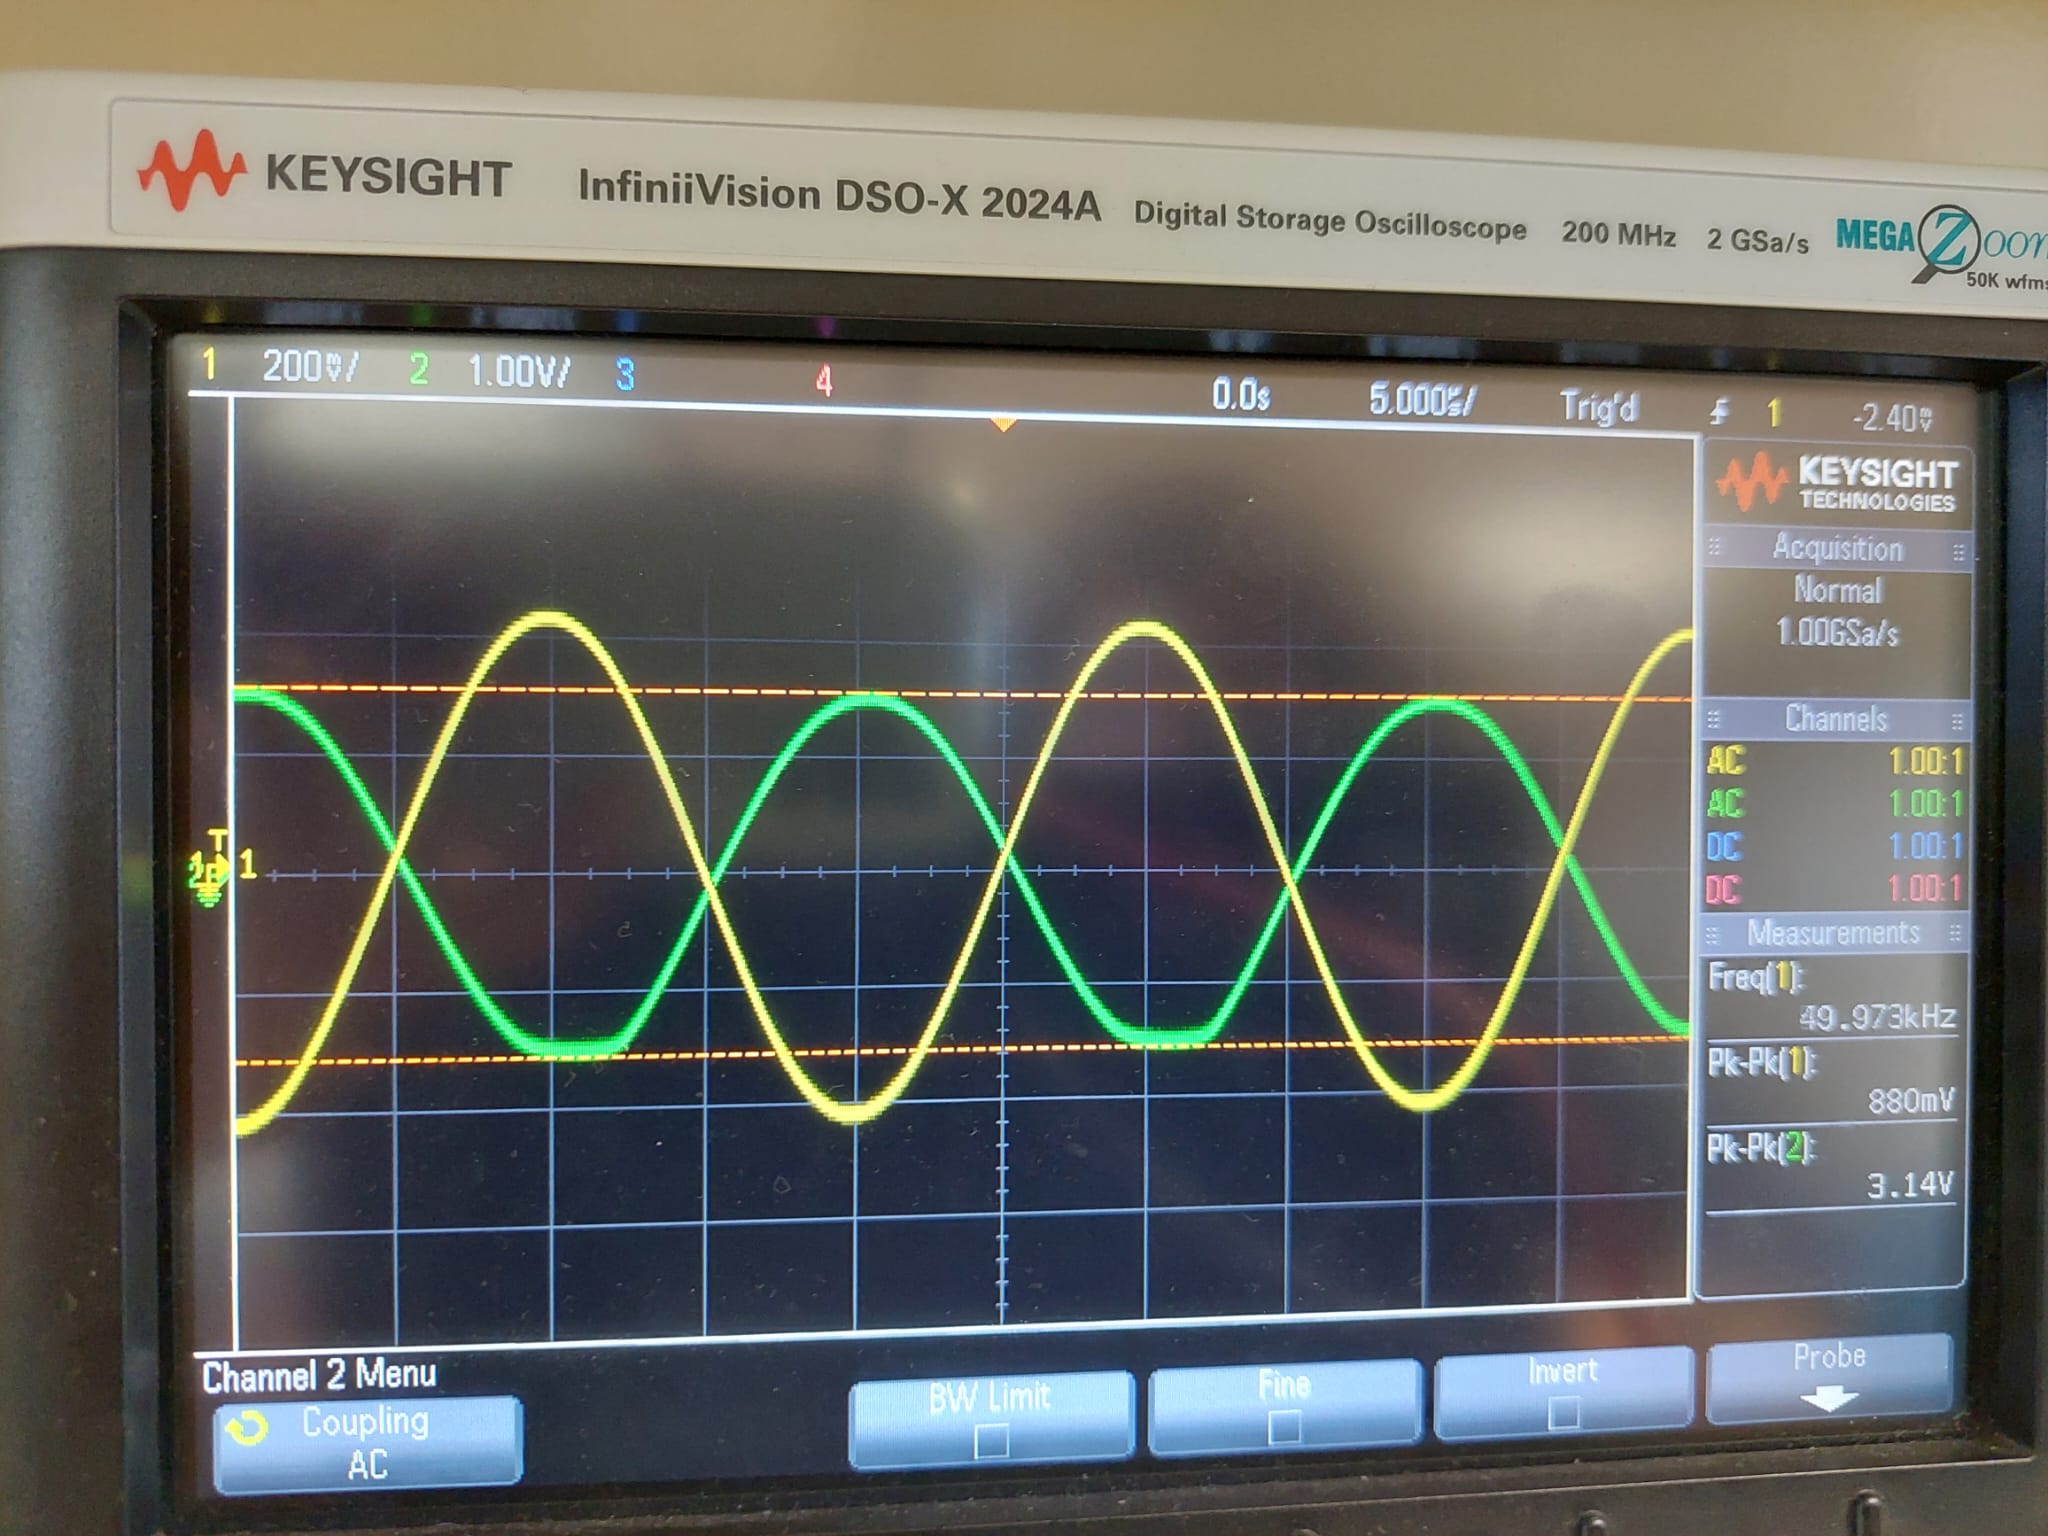 KEYSIGHT InfiniiVision DSO-X 2024A Digital Storage Oscilloscope 200 MHz 2 GSa/s MEGA Zoom
50K wfms
1 200mV/ 2 1.00V/ 3 4 0.0s 5.000us/ Trig'd 1 -2.40mV
KEYSIGHT
TECHNOLOGIES
Acquisition
Normal
1.00GSa/s
Channels
AC 1.00:1
AC 1.00:1
DC 1.00:1
DC 1.00:1
T
1
Measurements
Freq(1):
49.973kHz
Pk-Pk(1):
880mV
Pk-Pk(2):
3.14V
Channel 2 Menu
Coupling
AC
BW Limit
Fine
Invert
Probe